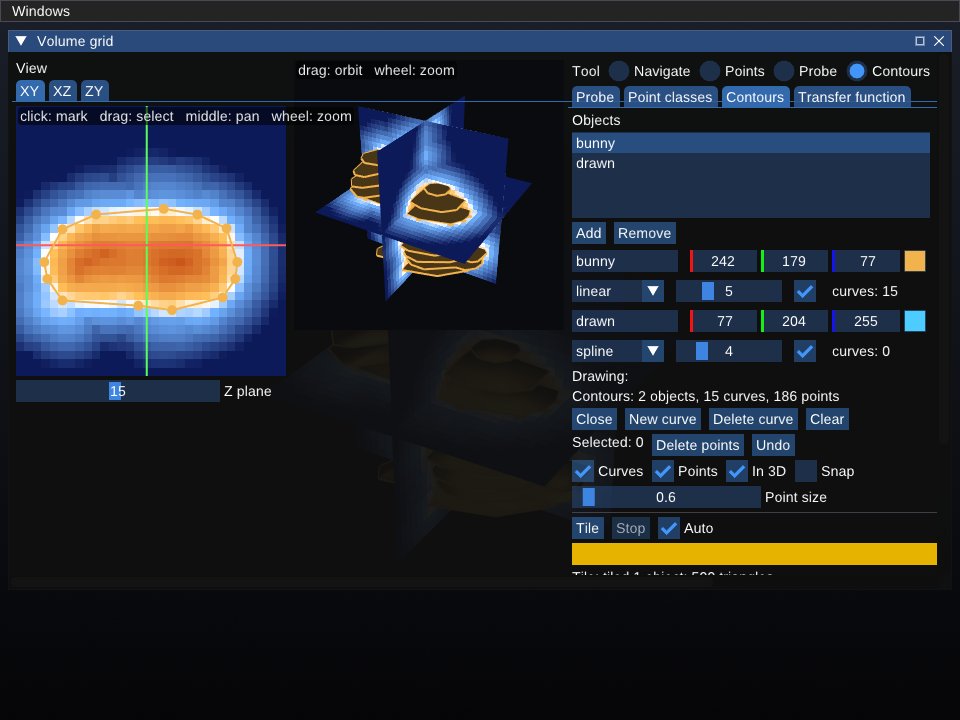 Windows
Volume grid
View
XY XZ ZY
click: mark drag: select middle: pan wheel: zoom
15 Z plane
drag: orbit wheel: zoom
Tool Navigate Points Probe Contours
Probe Point classes Contours Transfer function
Objects
bunny
drawn
Add Remove
bunny 242 179 77
linear 5 curves: 15
drawn 77 204 255
spline 4 curves: 0
Drawing:
Contours: 2 objects, 15 curves, 186 points
Close New curve Delete curve Clear
Selected: 0 Delete points Undo
Curves Points In 3D Snap
0.6 Point size
Tile Stop Auto